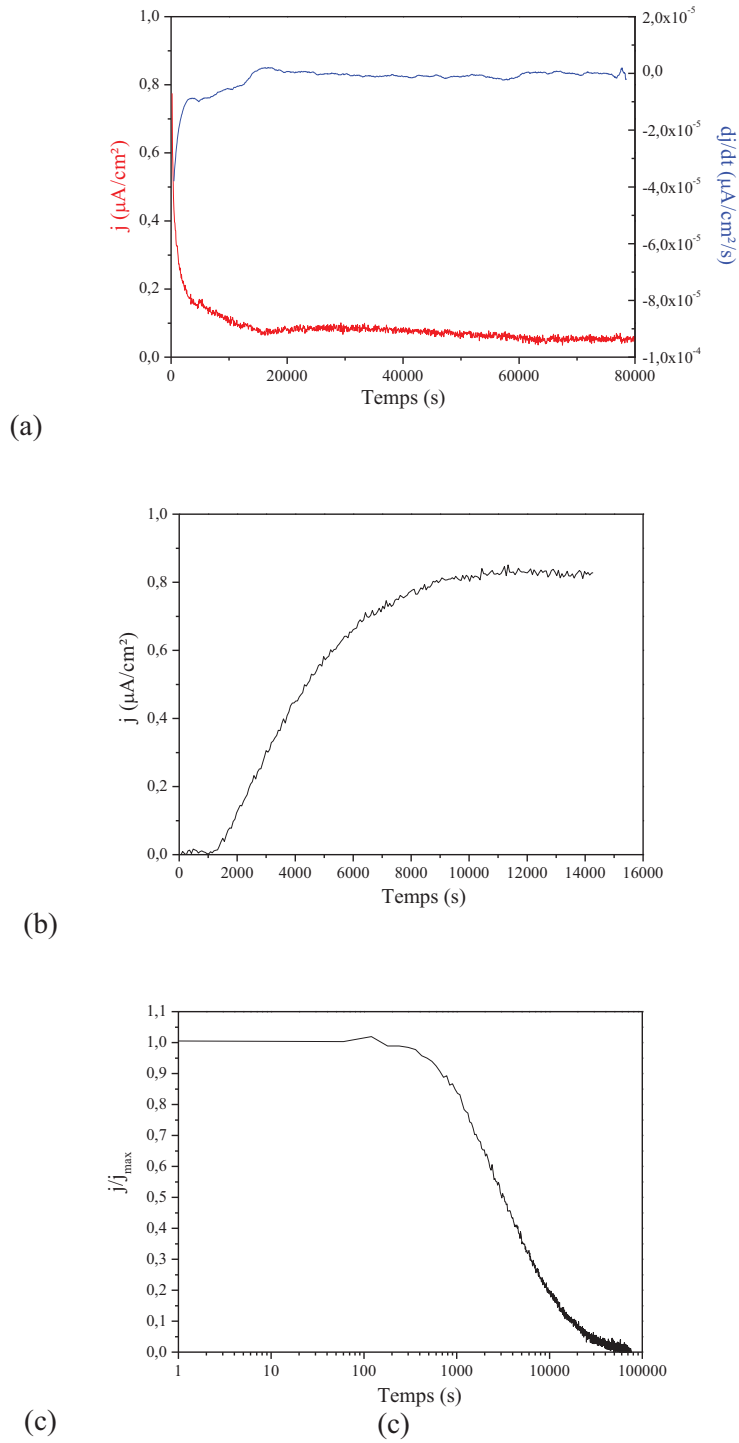 1,0
0,8
0,6
0,4
0,2
0,0
j (μA/cm²)
2,0x10⁻⁵
0,0
-2,0x10⁻⁵
-4,0x10⁻⁵
-6,0x10⁻⁵
-8,0x10⁻⁵
-1,0x10⁻⁴
dj/dt (μA/cm²/s)
0 20000 40000 60000 80000
Temps (s)
(a)
1,0
0,8
0,6
0,4
0,2
0,0
j (μA/cm²)
0 2000 4000 6000 8000 10000 12000 14000 16000
Temps (s)
(b)
1,1
1,0
0,9
0,8
0,7
0,6
0,5
0,4
0,3
0,2
0,1
0,0
j/jmax
1 10 100 1000 10000 100000
Temps (s)
(c) (c)